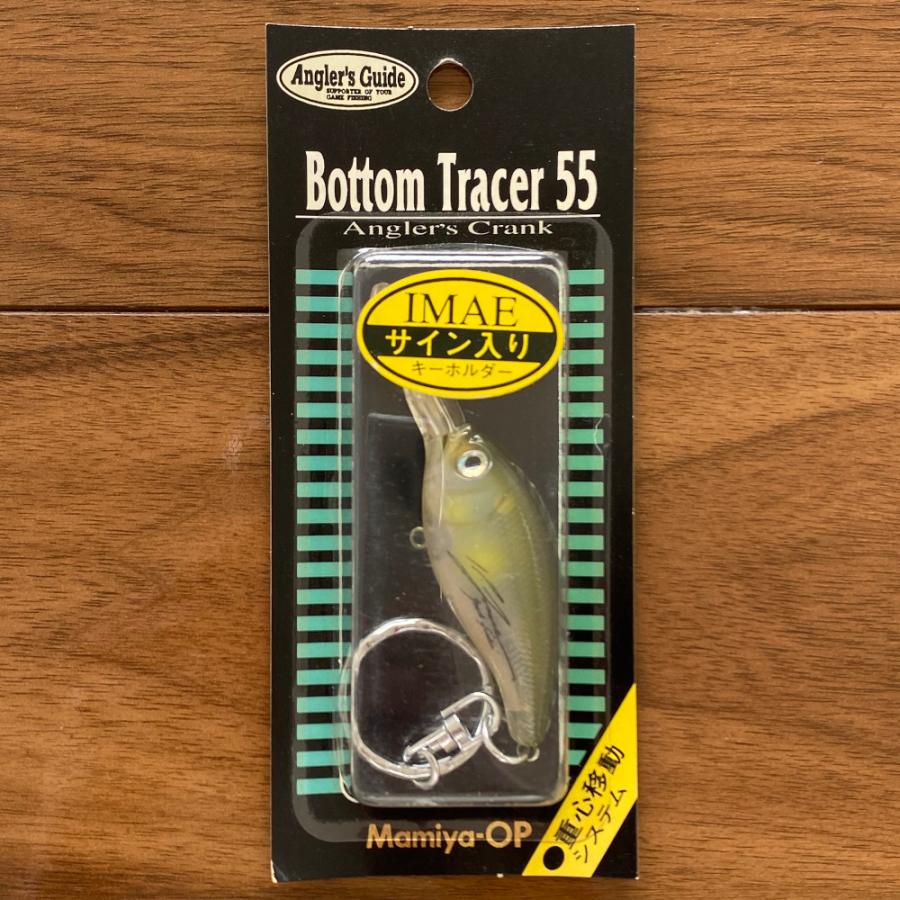 Angler's Guide
SUPPORTER OF YOUR
GAME FISHING
Bottom Tracer 55
Angler's Crank
IMAE
サイン入り
キーホルダー
Mamiya-OP
重心移動
システム